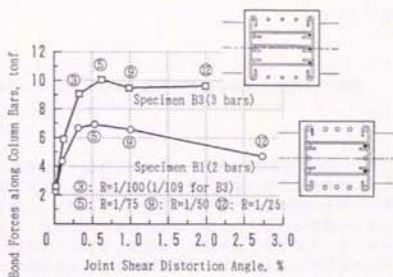 Bond Forces along Column Bars, tonf
12
10
8
6
4
2
③
⑤
⑨
⑫
Specimen B3(3 bars)
⑤
⑨
⑫
Specimen B1(2 bars)
③: R=1/100(1/109 for B3)
⑤:R=1/75 ⑨:R=1/50 ⑫:R=1/25
0. 0.5 1.0 1.5 2.0 2.5 3.0
Joint Shear Distortion Angle, %